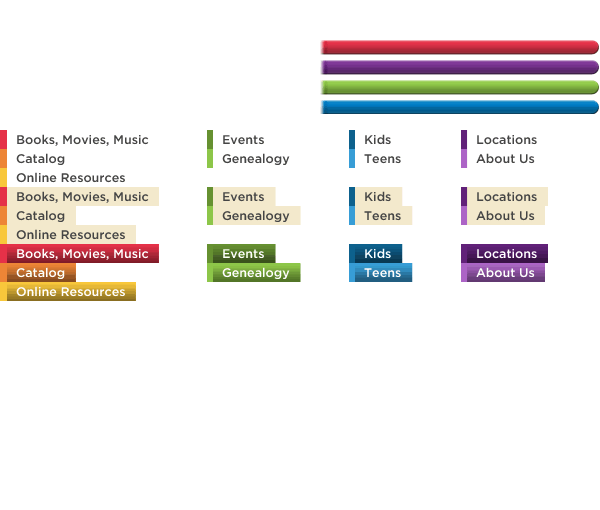 Books, Movies, Music Events Kids Locations
Catalog Genealogy Teens About Us
Online Resources
Books, Movies, Music Events Kids Locations
Catalog Genealogy Teens About Us
Online Resources
Books, Movies, Music Events Kids Locations
Catalog Genealogy Teens About Us
Online Resources